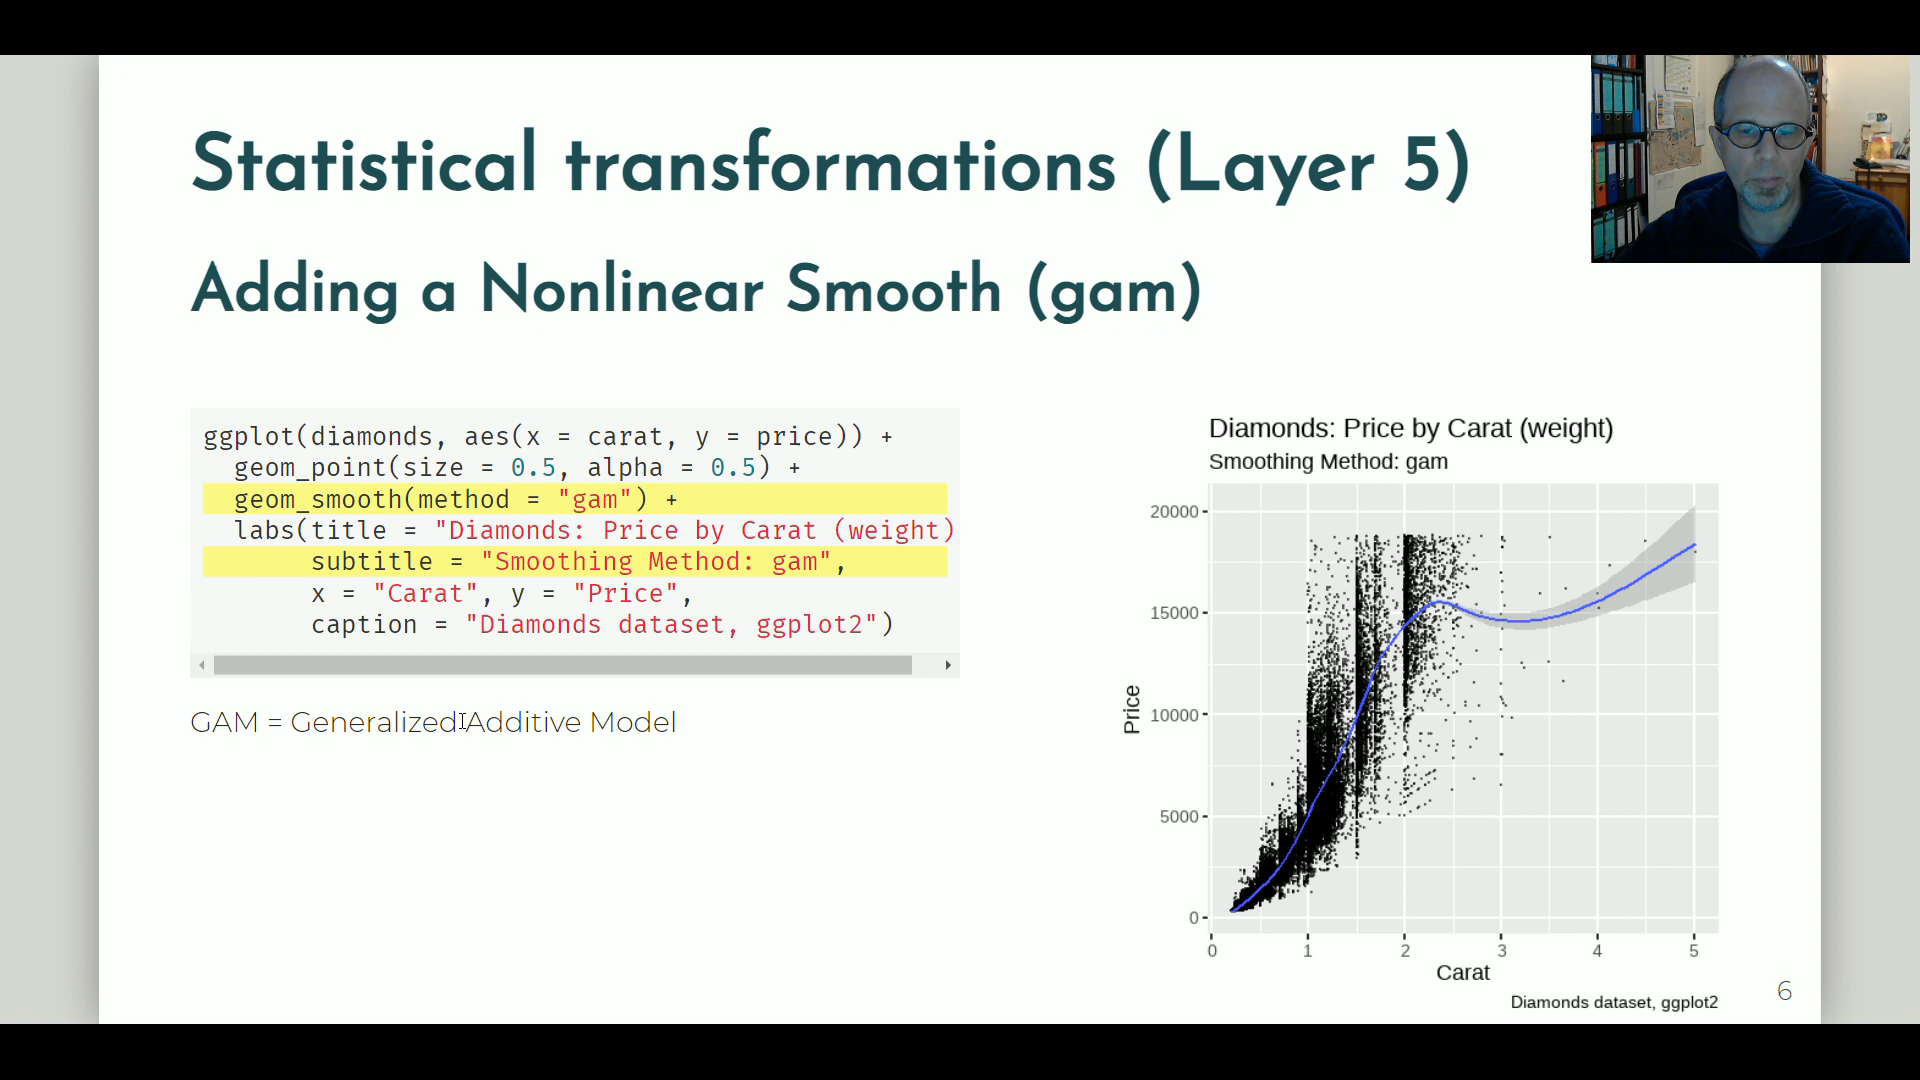 Statistical transformations (Layer 5)
Adding a Nonlinear Smooth (gam)
ggplot(diamonds, aes(x = carat, y = price)) +
geom_point(size = 0.5, alpha = 0.5) +
geom_smooth(method = "gam") +
labs(title = "Diamonds: Price by Carat (weight)
subtitle = "Smoothing Method: gam",
x = "Carat", y = "Price",
caption = "Diamonds dataset, ggplot2")
GAM = Generalized Additive Model
Diamonds: Price by Carat (weight)
Smoothing Method: gam
20000
15000
10000
5000
0
Price
0 1 2 3 4 5
Carat
Diamonds dataset, ggplot2
6